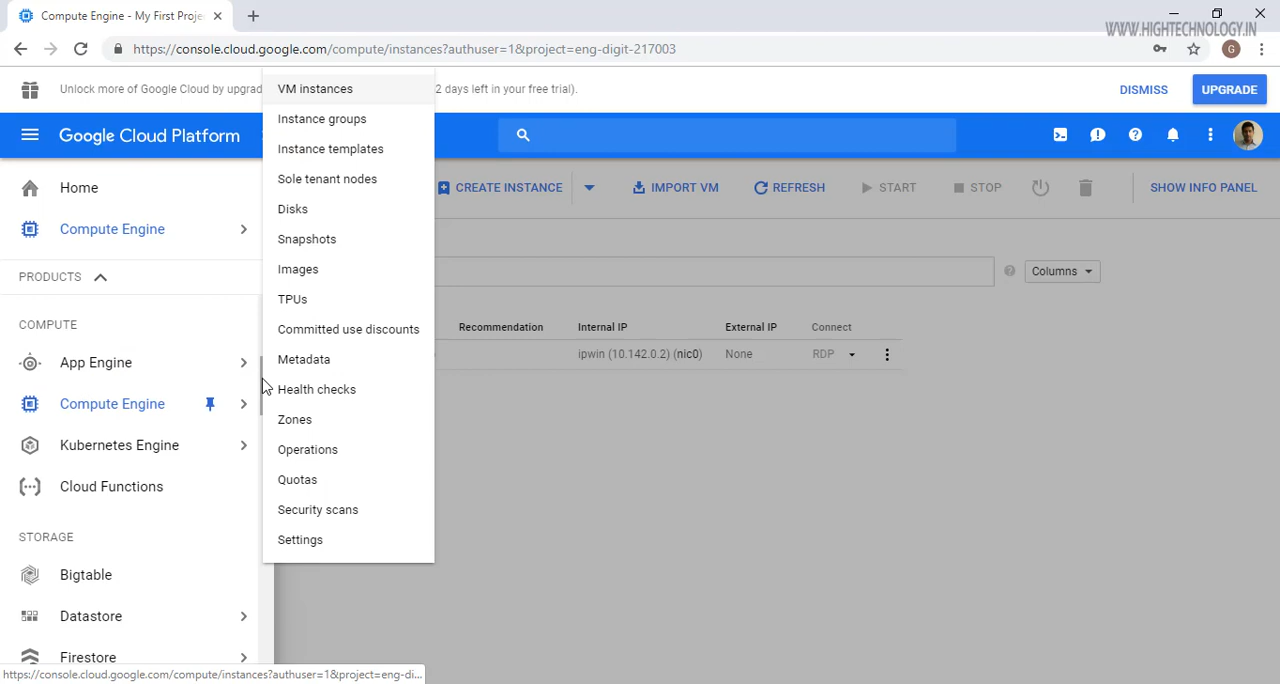 Compute Engine - My First Proje
WWW.HIGHTECHNOLOGY.IN
https://console.cloud.google.com/compute/instances?authuser=1&project=eng-digit-217003
G
Unlock more of Google Cloud by upgrad
2 days left in your free trial).
DISMISS
UPGRADE
Google Cloud Platform
Home
Compute Engine
PRODUCTS
COMPUTE
App Engine
Compute Engine
Kubernetes Engine
Cloud Functions
STORAGE
Bigtable
Datastore
Firestore
VM instances
Instance groups
Instance templates
Sole tenant nodes
Disks
Snapshots
Images
TPUs
Committed use discounts
Metadata
Health checks
Zones
Operations
Quotas
Security scans
Settings
CREATE INSTANCE
IMPORT VM
REFRESH
START
STOP
SHOW INFO PANEL
Columns
Recommendation Internal IP External IP Connect
ipwin (10.142.0.2) (nic0) None RDP
https://console.cloud.google.com/compute/instances?authuser=1&project=eng-di...